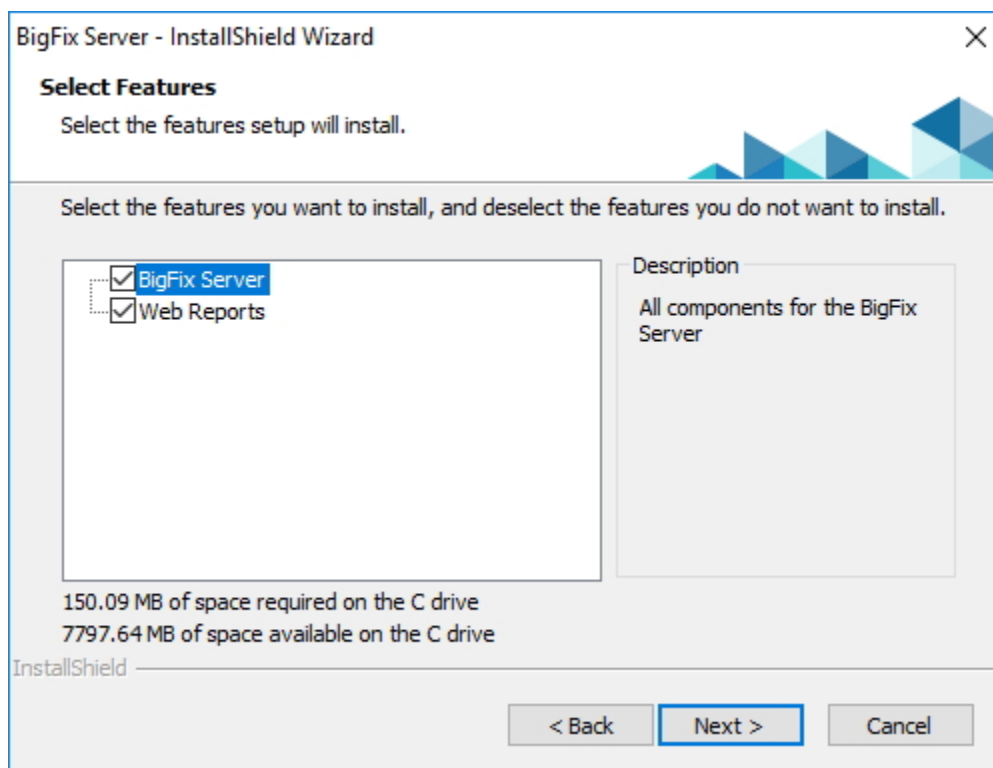 BigFix Server - InstallShield Wizard
Select Features
Select the features setup will install.
Select the features you want to install, and deselect the features you do not want to install.
BigFix Server
Web Reports
Description
All components for the BigFix
Server
150.09 MB of space required on the C drive
7797.64 MB of space available on the C drive
InstallShield
< Back
Next >
Cancel